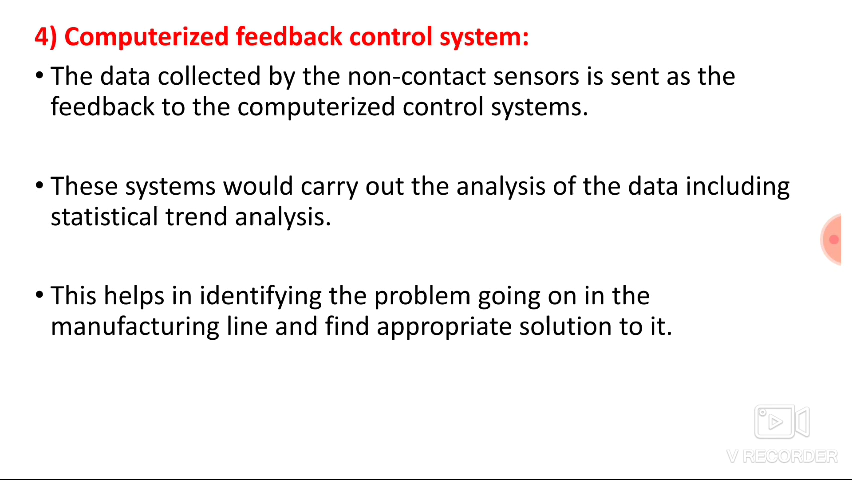 4) Computerized feedback control system:
• The data collected by the non-contact sensors is sent as the
feedback to the computerized control systems.
• These systems would carry out the analysis of the data including
statistical trend analysis.
• This helps in identifying the problem going on in the
manufacturing line and find appropriate solution to it.
V RECORDER